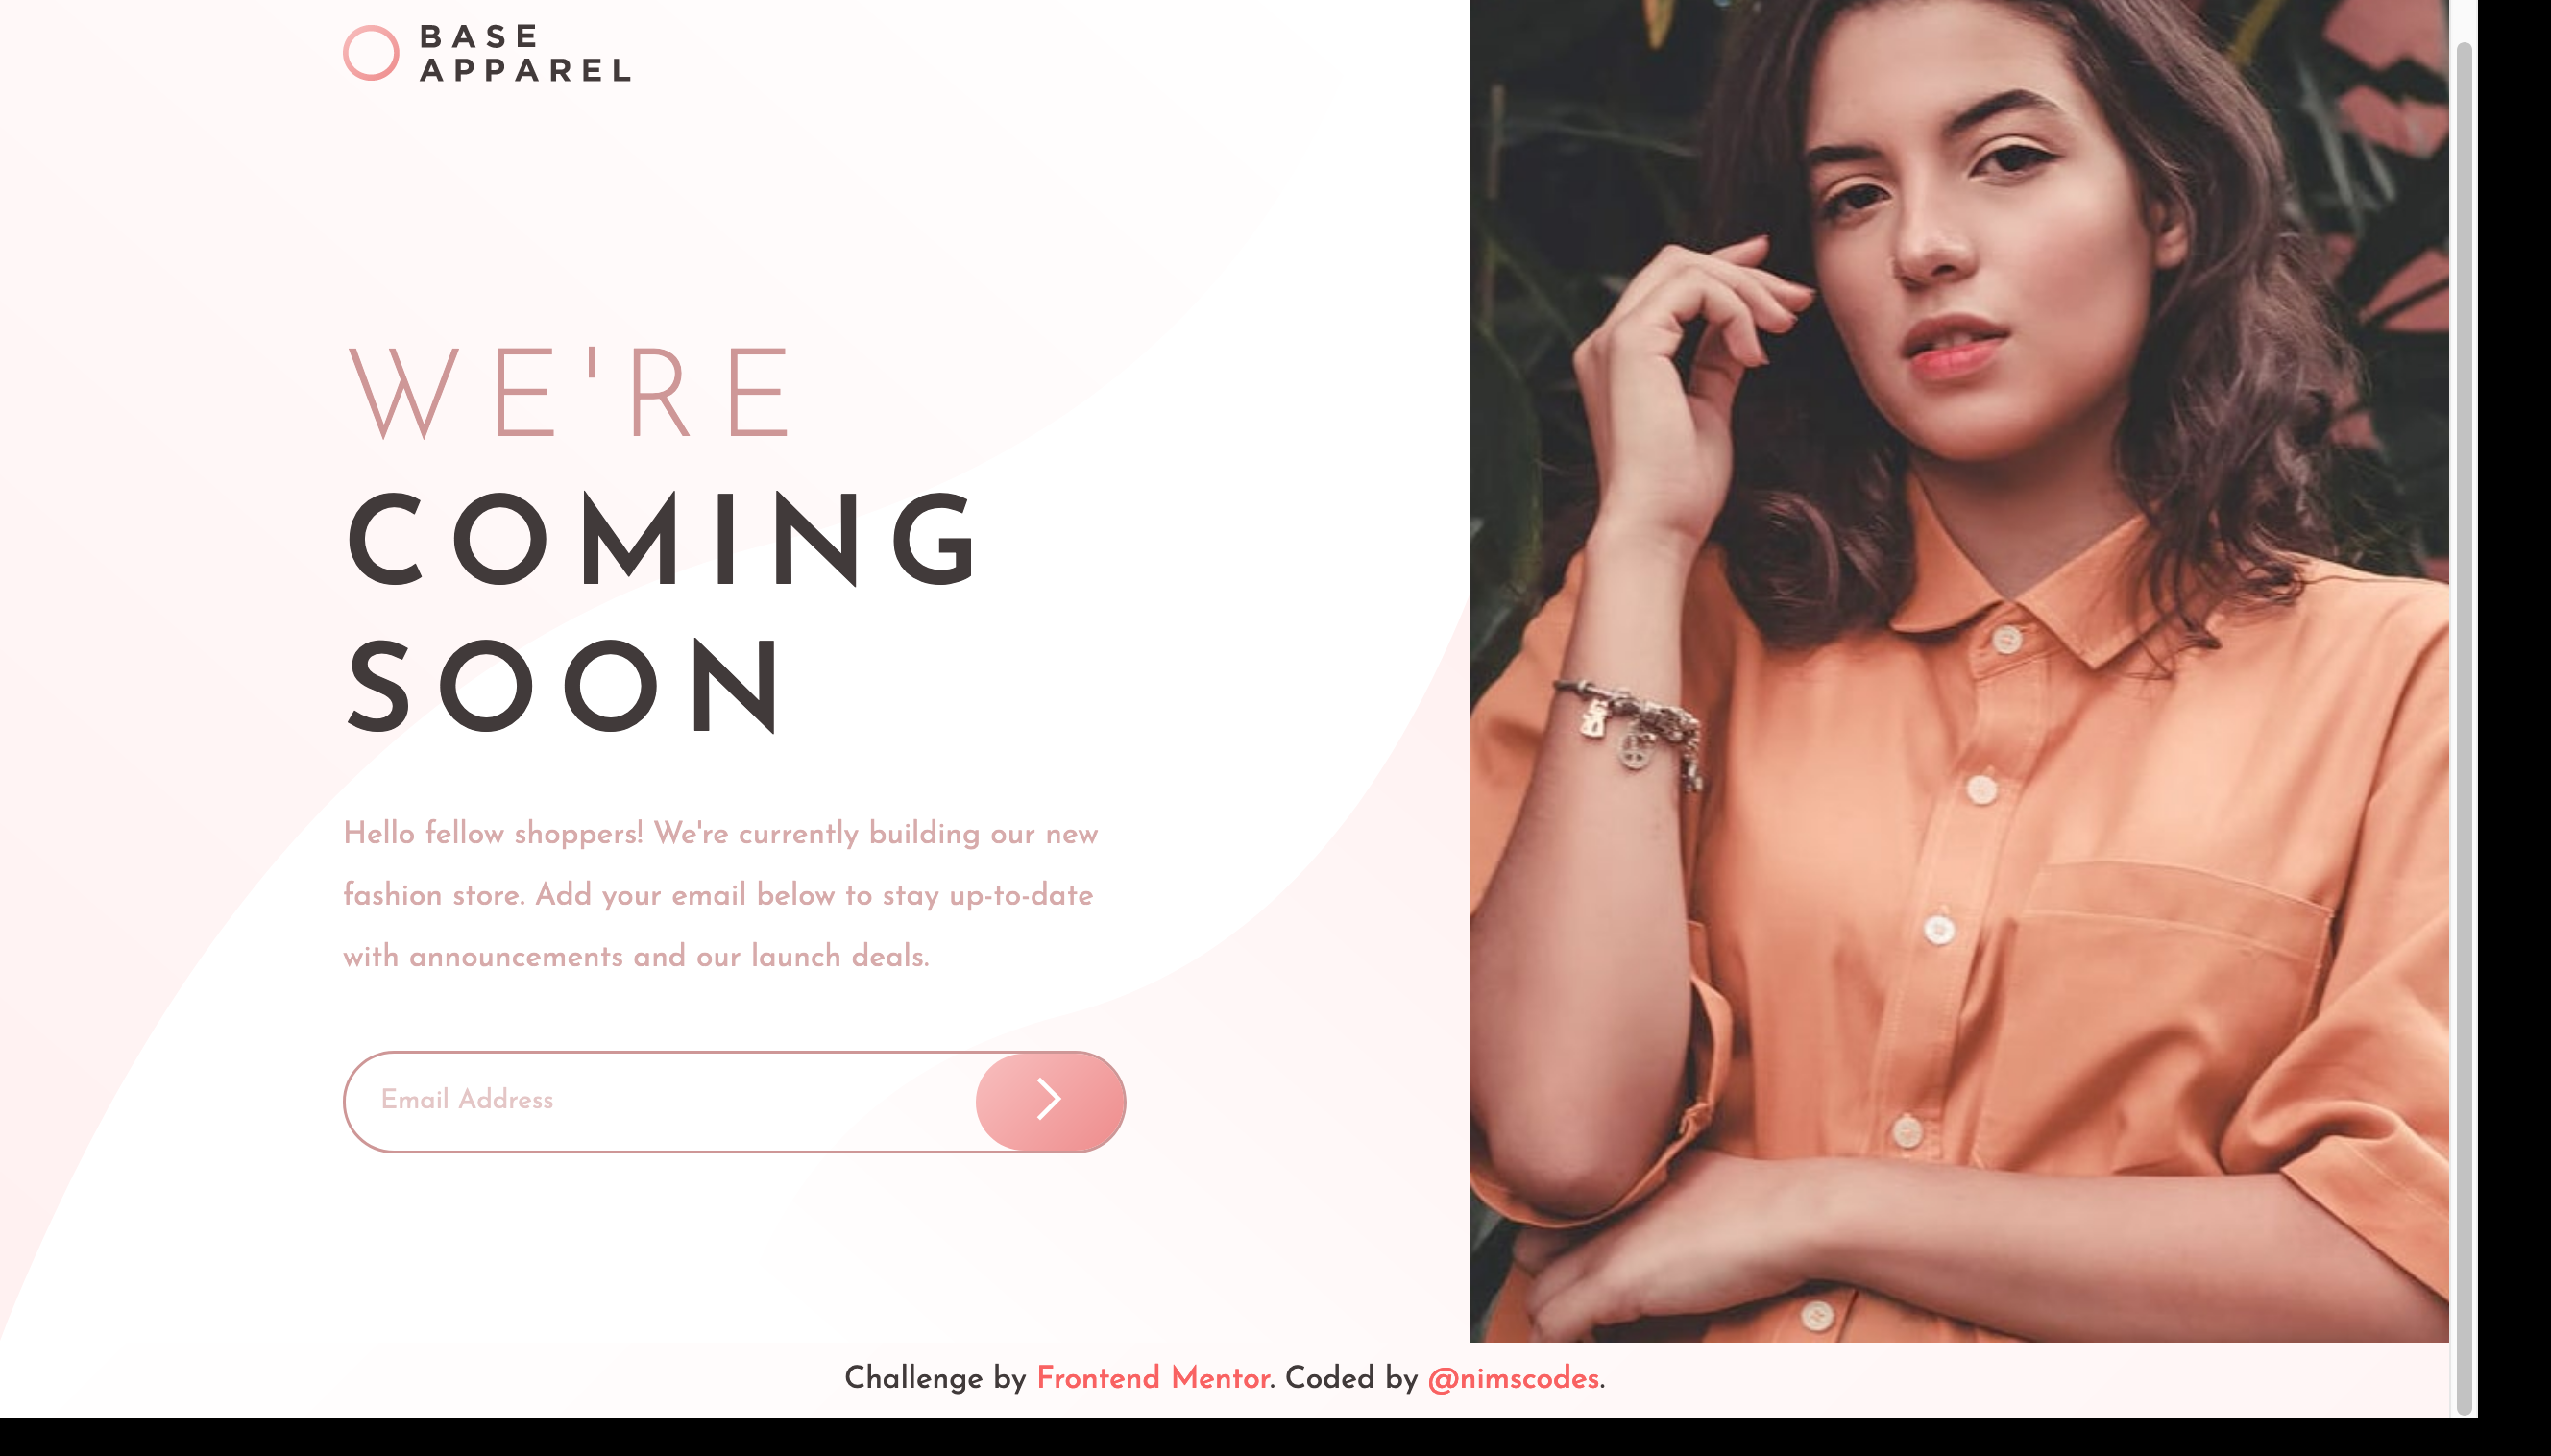 BASE
APPAREL
WE'RE
COMING
SOON
Hello fellow shoppers! We're currently building our new
fashion store. Add your email below to stay up-to-date
with announcements and our launch deals.
Email Address
Challenge by Frontend Mentor. Coded by @nimscodes.